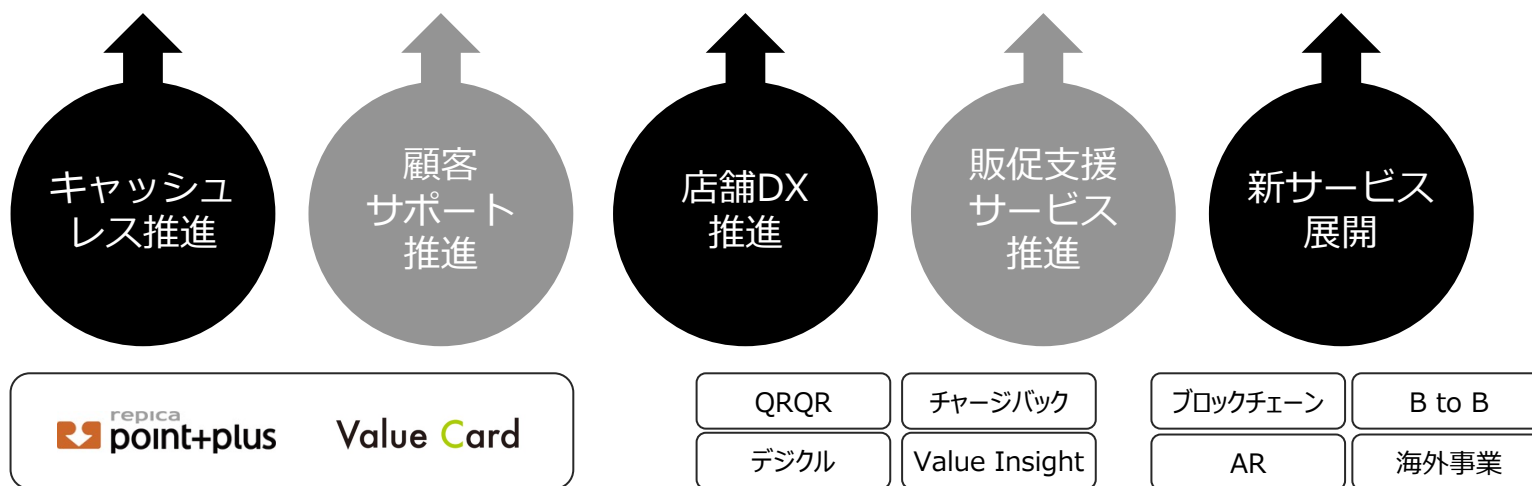 キャッシュ
レス推進
顧客
サポート
推進
店舗DX
推進
販促支援
サービス
推進
新サービス
展開
repica
point+plus
Value Card
QRQR
チャージバック
デジクル
Value Insight
ブロックチェーン
B to B
AR
海外事業